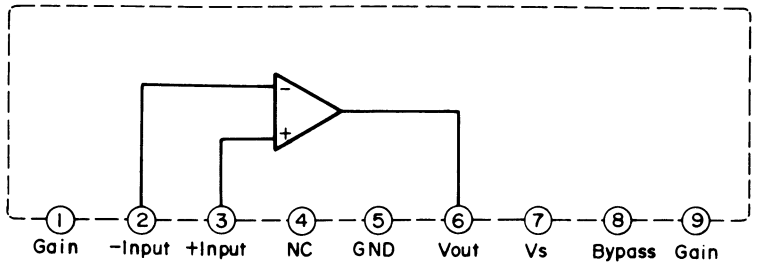 −
+
1 2 3 4 5 6 7 8 9
Gain −Input +Input NC GND Vout Vs Bypass Gain